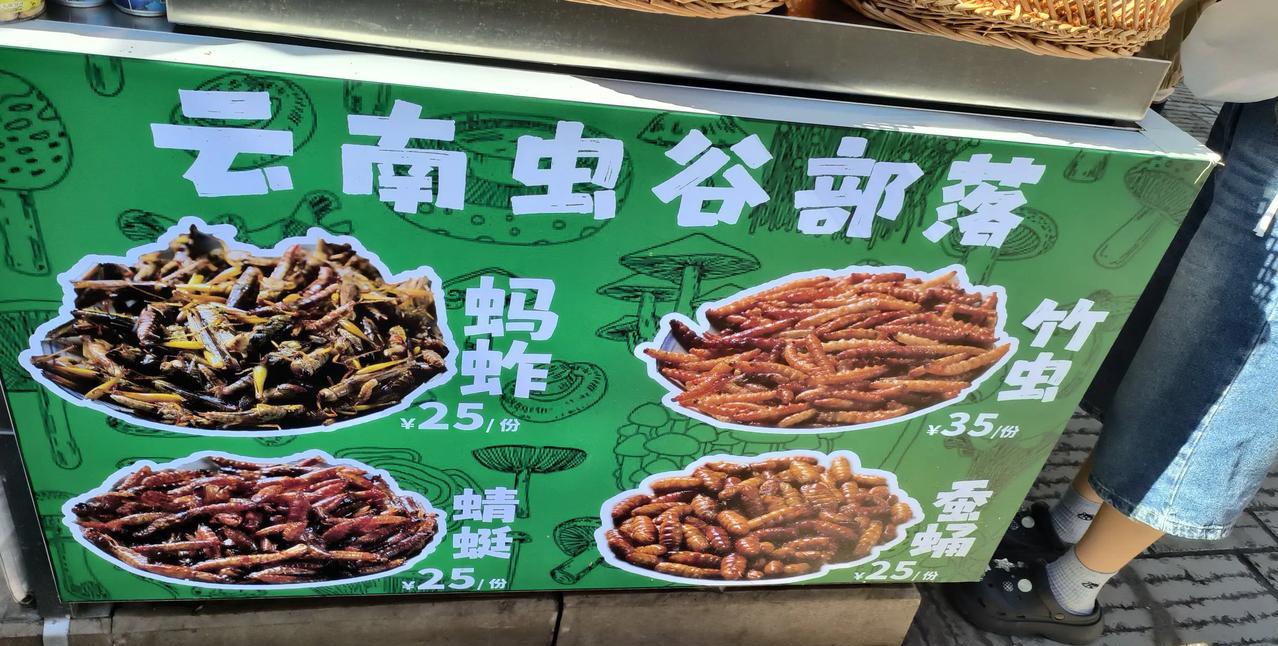 云南虫谷部落
蚂蚱
¥25/份
竹虫
¥35/份
蜻蜓
¥25/份
蚕蛹
¥25/份